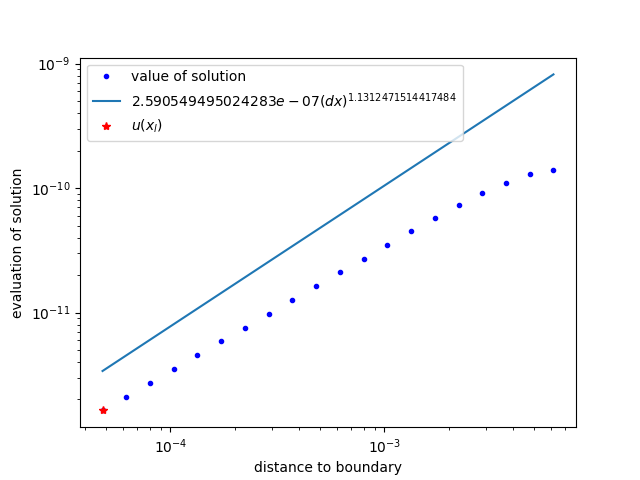 10^{-9}
value of solution
2.590549495024283e − 07(dx)^{1.1312471514417484}
u(x_l)
10^{-10}
10^{-11}
evaluation of solution
10^{-4}
10^{-3}
distance to boundary